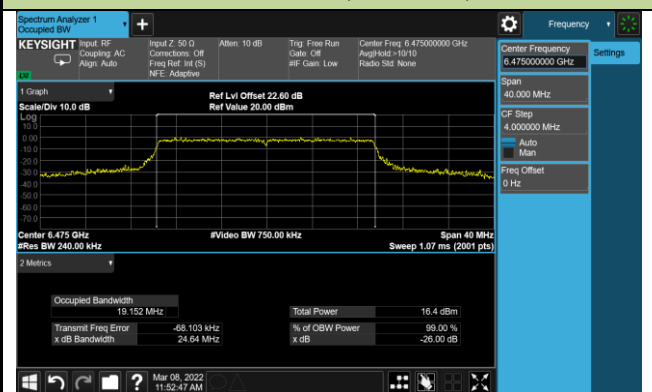 Spectrum Analyzer 1
Occupied BW
Frequency
KEYSIGHT
Input: RF
Coupling: AC
Align: Auto
Input Z: 50 Ω
Corrections: Off
Freq Ref: Int (S)
NFE: Adaptive
Atten: 10 dB
Trig: Free Run
Gate: Off
#IF Gain: Low
Center Freq: 6.475000000 GHz
Avg|Hold:>10/10
Radio Std: None
Center Frequency
6.475000000 GHz
Settings
Span
40.000 MHz
CF Step
4.000000 MHz
Auto
Man
Freq Offset
0 Hz
1 Graph
Scale/Div 10.0 dB
Ref Lvl Offset 22.60 dB
Ref Value 20.00 dBm
Log
10.0
0.00
-10.0
-20.0
-30.0
-40.0
-50.0
-60.0
-70.0
Center 6.475 GHz
#Video BW 750.00 kHz
Span 40 MHz
#Res BW 240.00 kHz
Sweep 1.07 ms (2001 pts)
2 Metrics
Occupied Bandwidth
19.152 MHz
Total Power 16.4 dBm
Transmit Freq Error -68.103 kHz
% of OBW Power 99.00 %
x dB Bandwidth 24.64 MHz
x dB -26.00 dB
?
Mar 08, 2022
11:52:47 AM